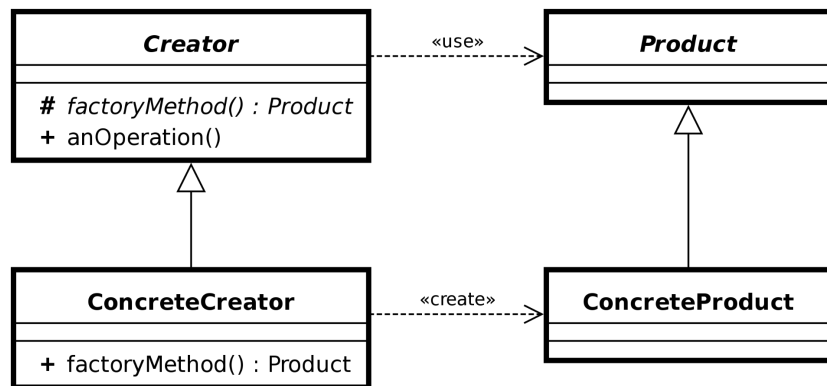 Creator
«use»
Product
# factoryMethod() : Product
+ anOperation()
ConcreteCreator
«create»
ConcreteProduct
+ factoryMethod() : Product